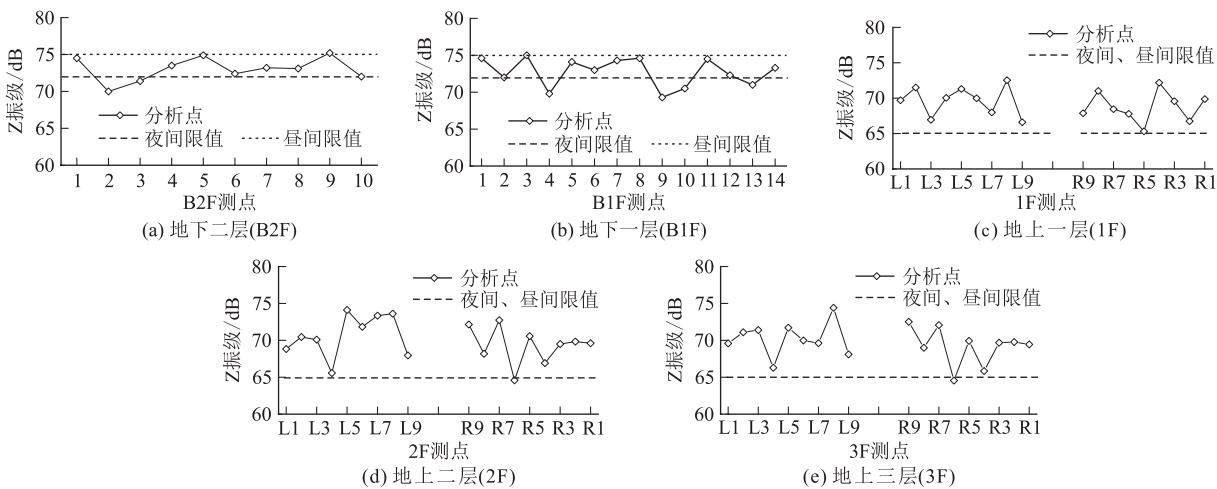 80
75
70
65
60
Z振级/dB
分析点
夜间限值 昼间限值
1 2 3 4 5 6 7 8 9 10
B2F测点
(a) 地下二层(B2F)
80
75
70
65
60
Z振级/dB
分析点
夜间限值 昼间限值
1 2 3 4 5 6 7 8 9 10 11 12 13 14
B1F测点
(b) 地下一层(B1F)
80
75
70
65
60
Z振级/dB
分析点
夜间、昼间限值
L1 L3 L5 L7 L9 R9 R7 R5 R3 R1
1F测点
(c) 地上一层(1F)
80
75
70
65
60
Z振级/dB
分析点
夜间、昼间限值
L1 L3 L5 L7 L9 R9 R7 R5 R3 R1
2F测点
(d) 地上二层(2F)
80
75
70
65
60
Z振级/dB
分析点
夜间、昼间限值
L1 L3 L5 L7 L9 R9 R7 R5 R3 R1
3F测点
(e) 地上三层(3F)